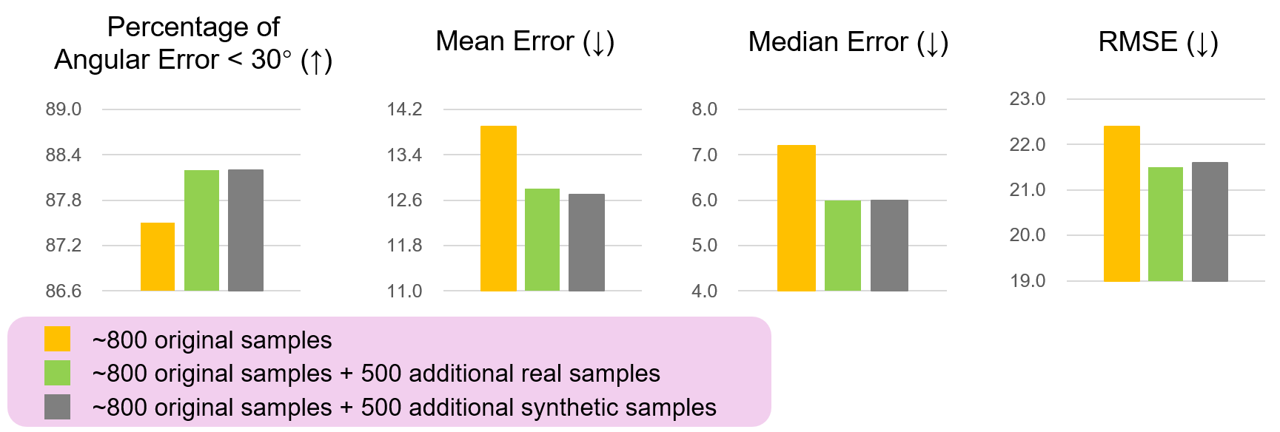 Percentage of
Angular Error < 30° (↑)
89.0
88.4
87.8
87.2
86.6
Mean Error (↓)
14.2
13.4
12.6
11.8
11.0
Median Error (↓)
8.0
7.0
6.0
5.0
4.0
RMSE (↓)
23.0
22.0
21.0
20.0
19.0
~800 original samples
~800 original samples + 500 additional real samples
~800 original samples + 500 additional synthetic samples